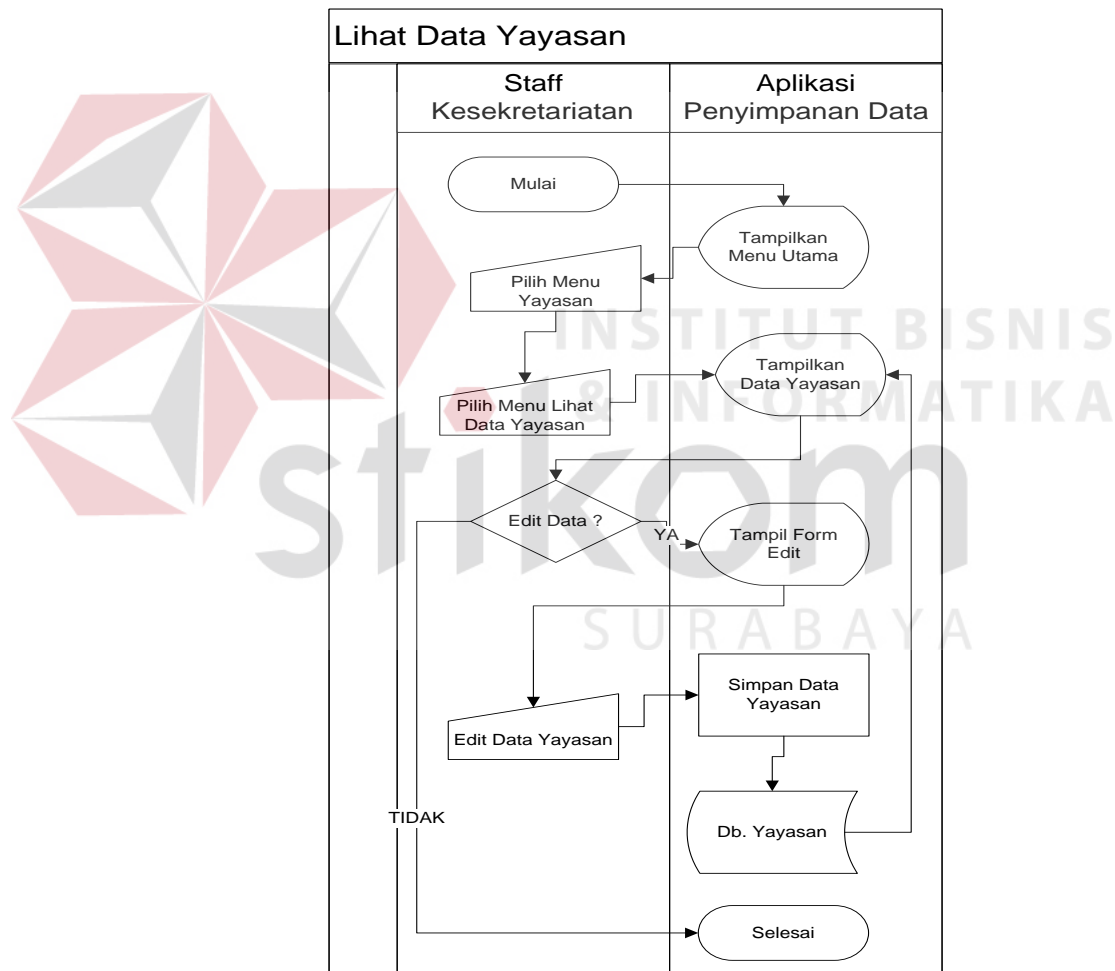 Lihat Data Yayasan
Staff
Kesekretariatan
Aplikasi
Penyimpanan Data
Mulai
Tampilkan
Menu Utama
Pilih Menu
Yayasan
INSTITUT BISNIS
& INFORMATIKA
Tampilkan
Data Yayasan
Pilih Menu Lihat
Data Yayasan
stikom
SURABAYA
Edit Data ?
YA
Tampil Form
Edit
Simpan Data
Yayasan
Edit Data Yayasan
TIDAK
Db. Yayasan
Selesai